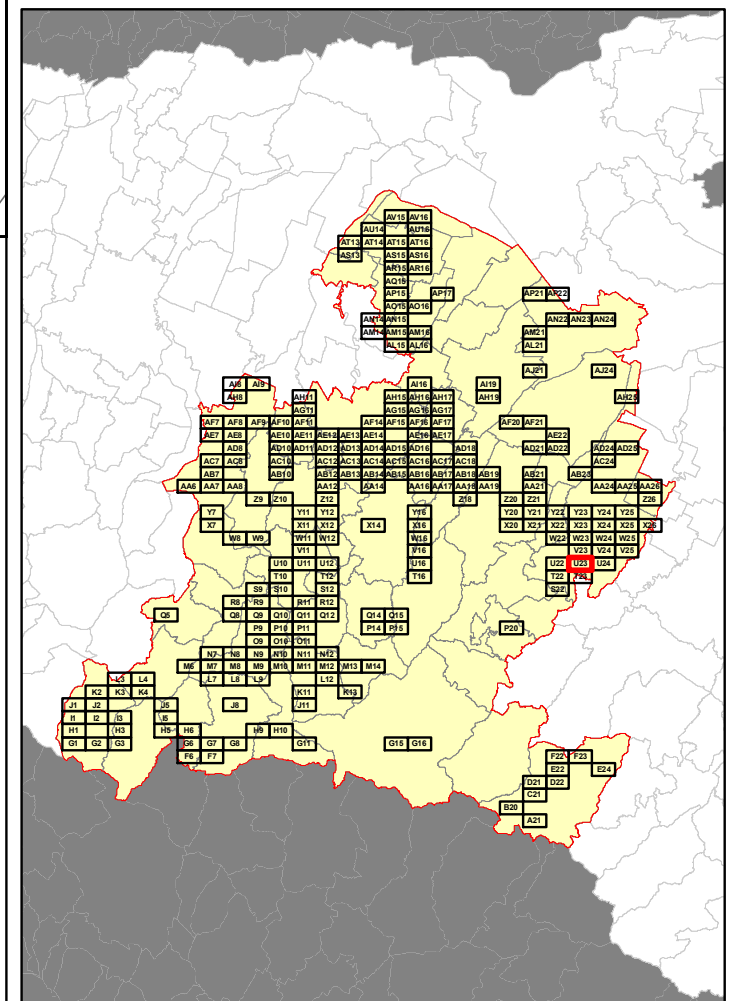 AV15 AV16
AU14 AU16
AT13 AT14 AT15 AT16
AS13 AS15 AS16
AR15 AR16
AQ15
AP15 AP17 AP21 AP22
AO15 AO16
AN14 AN15 AN22 AN23 AN24
AM14 AM15 AM16 AM21
AL15 AL16 AL21
AJ21 AJ24
AI8 AI9 AI16 AI19
AH8 AH11 AH15 AH16 AH17 AH19 AH25
AG11 AG15 AG16 AG17
AF7 AF8 AF9 AF10 AF11 AF14 AF15 AF16 AF17 AF20 AF21
AE7 AE8 AE10 AE11 AE12 AE13 AE14 AE16 AE17 AE22
AD8 AD10 AD11 AD12 AD13 AD14 AD15 AD16 AD18 AD21 AD22 AD24 AD25
AC7 AC8 AC10 AC12 AC13 AC14 AC15 AC16 AC17 AC18 AC24
AB7 AB10 AB12 AB13 AB14 AB15 AB16 AB17 AB18 AB19 AB21 AB23
AA6 AA7 AA8 AA12 AA14 AA16 AA17 AA18 AA19 AA21 AA24 AA25 AA26
Z9 Z10 Z12 Z18 Z20 Z21 Z26
Y7 Y11 Y12 Y16 Y20 Y21 Y22 Y23 Y24 Y25
X7 X11 X12 X14 X16 X20 X21 X22 X23 X24 X25 X26
W8 W9 W11 W12 W16 W22 W23 W24 W25
V11 V16 V23 V24 V25
U10 U11 U12 U16 U22 U23 U24
T10 T12 T16 T22 T23
S9 S10 S12 S22
R8 R9 R11 R12
Q5 Q8 Q9 Q10 Q11 Q12 Q14 Q15
P9 P10 P11 P14 P15 P20
O9 O10 O11
N7 N8 N9 N10 N11 N12
M6 M7 M8 M9 M10 M11 M12 M13 M14
L3 L4 L7 L8 L9 L12
K2 K3 K4 K11 K13
J1 J2 J5 J8 J11
I1 I2 I3 I5
H1 H3 H5 H6 H9 H10
G1 G2 G3 G6 G7 G8 G11 G15 G16
F6 F7 F22 F23
E22 E24
D21 D22
C21
B20
A21